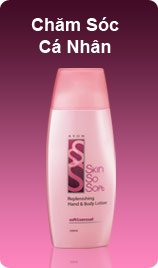 Chăm Sóc
Cá Nhân
AVON
Skin
So
Soft
Replenishing
Hand & Body Lotion